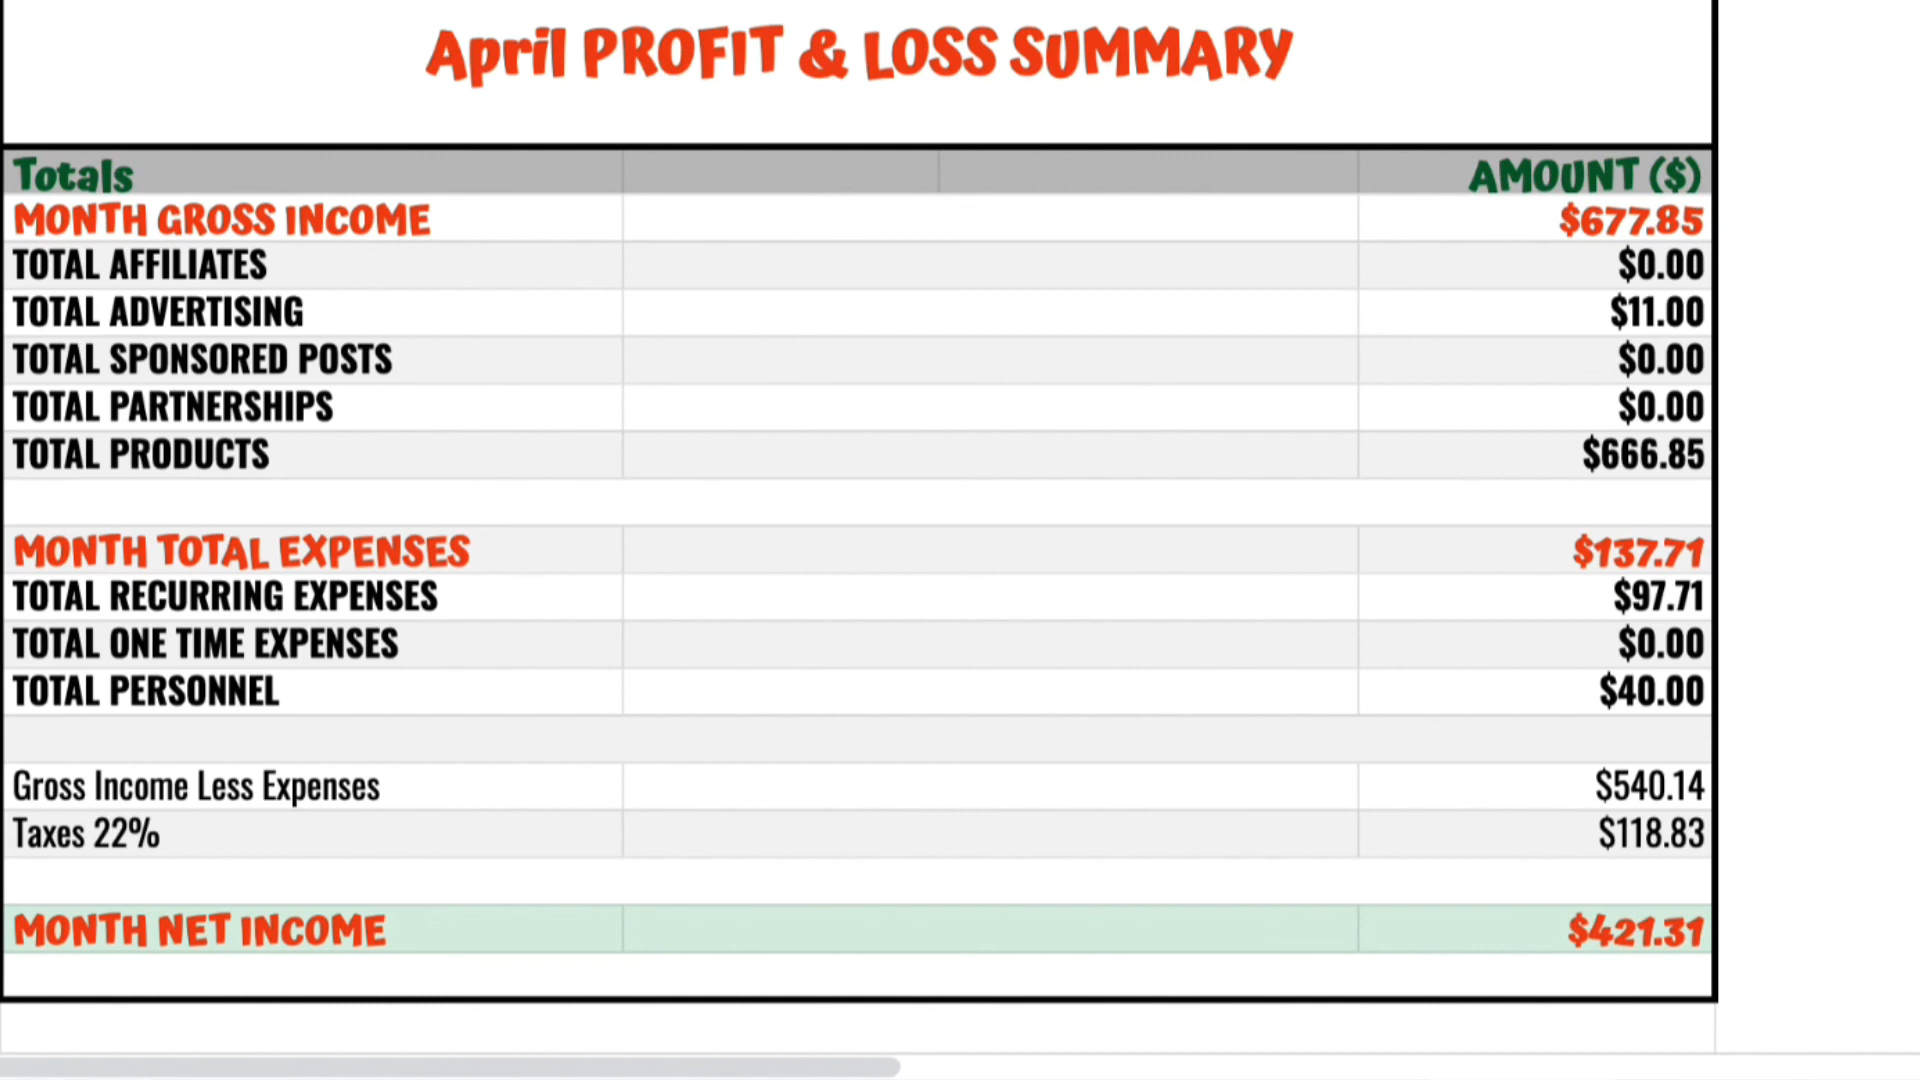 April PROFIT & LOSS SUMMARY
Totals AMOUNT ($)
MONTH GROSS INCOME $677.85
TOTAL AFFILIATES $0.00
TOTAL ADVERTISING $11.00
TOTAL SPONSORED POSTS $0.00
TOTAL PARTNERSHIPS $0.00
TOTAL PRODUCTS $666.85
MONTH TOTAL EXPENSES $137.71
TOTAL RECURRING EXPENSES $97.71
TOTAL ONE TIME EXPENSES $0.00
TOTAL PERSONNEL $40.00
Gross Income Less Expenses $540.14
Taxes 22% $118.83
MONTH NET INCOME $421.31